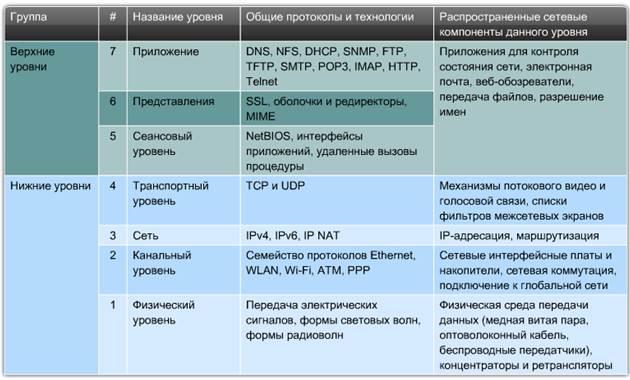 Группа # Название уровня Общие протоколы и технологии Распространенные сетевые
компоненты данного уровня
Верхние
уровни
7 Приложение DNS, NFS, DHCP, SNMP, FTP,
TFTP, SMTP, POP3, IMAP, HTTP,
Telnet
Приложения для контроля
состояния сети, электронная
почта, веб-обозреватели,
передача файлов, разрешение
имен
6 Представления SSL, оболочки и редиректоры,
MIME
5 Сеансовый
уровень
NetBIOS, интерфейсы
приложений, удаленные вызовы
процедуры
Нижние уровни 4 Транспортный
уровень
TCP и UDP
Механизмы потокового видео и
голосовой связи, списки
фильтров межсетевых экранов
3 Сеть IPv4, IPv6, IP NAT IP-адресация, маршрутизация
2 Канальный
уровень
Семейство протоколов Ethernet,
WLAN, Wi-Fi, ATM, PPP
Сетевые интерфейсные платы и
накопители, сетевая коммутация,
подключение к глобальной сети
1 Физический
уровень
Передача электрических
сигналов, формы световых волн,
формы радиоволн
Физическая среда передачи
данных (медная витая пара,
оптоволоконный кабель,
беспроводные передатчики),
концентраторы и ретрансляторы